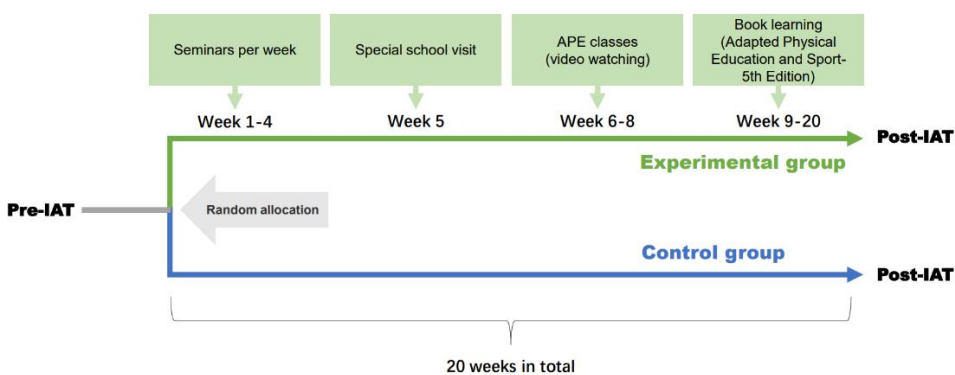 Seminars per week
Special school visit
APE classes
(video watching)
Book learning
(Adapted Physical
Education and Sport-
5th Edition)
Week 1-4
Week 5
Week 6-8
Week 9-20
Post-IAT
Experimental group
Pre-IAT
Random allocation
Control group
Post-IAT
20 weeks in total